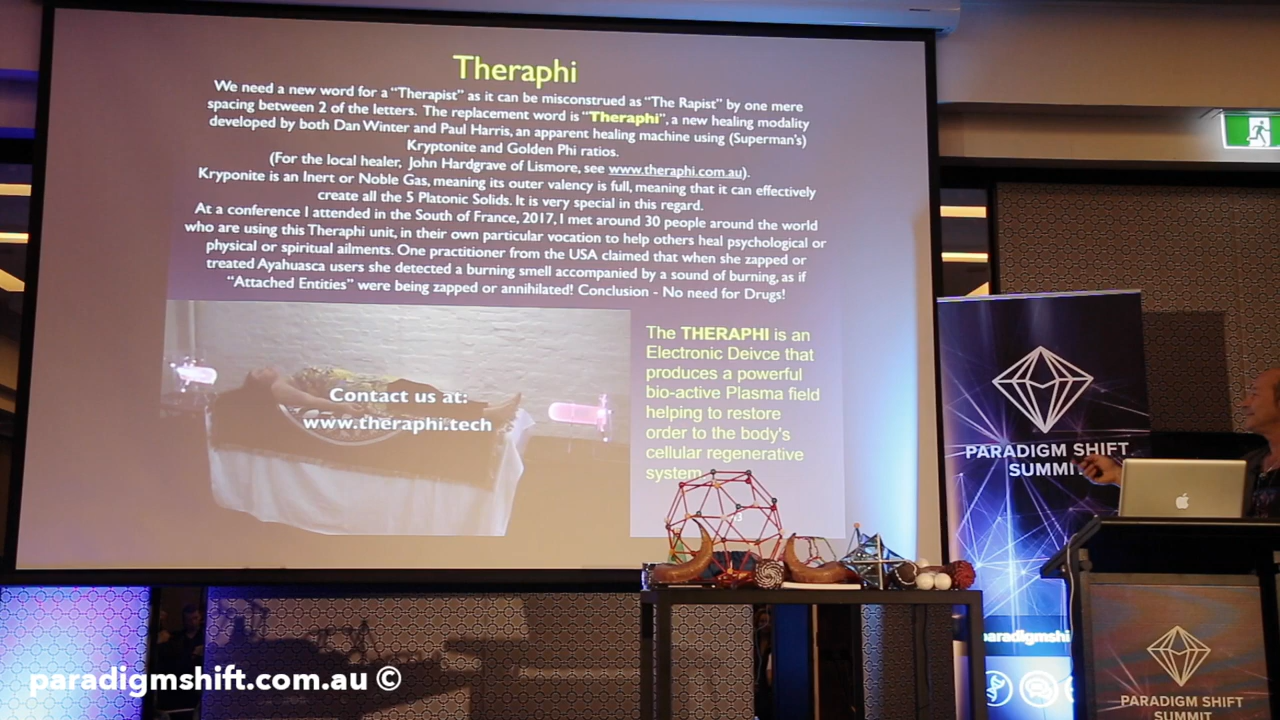 Theraphi
We need a new word for a “Therapist” as it can be misconstrued as “The Rapist” by one mere
spacing between 2 of the letters. The replacement word is “Theraphi”, a new healing modality
developed by both Dan Winter and Paul Harris, an apparent healing machine using (Superman's)
Kryptonite and Golden Phi ratios.
(For the local healer, John Hardgrave of Lismore, see www.theraphi.com.au).
Kryponite is an Inert or Noble Gas, meaning its outer valency is full, meaning that it can effectively
create all the 5 Platonic Solids. It is very special in this regard.
At a conference I attended in the South of France, 2017, I met around 30 people around the world
who are using this Theraphi unit, in their own particular vocation to help others heal psychological or
physical or spiritual ailments. One practitioner from the USA claimed that when she zapped or
treated Ayahuasca users she detected a burning smell accompanied by a sound of burning, as if
“Attached Entities” were being zapped or annihilated! Conclusion - No need for Drugs!
Contact us at:
www.theraphi.tech
The THERAPHI is an
Electronic Deivce that
produces a powerful
bio-active Plasma field
helping to restore
order to the body's
cellular regenerative
system
PARADIGM SHIFT
SUMMIT
paradigmshi
PARADIGM SHIFT
SUMMIT
paradigmshift.com.au ©